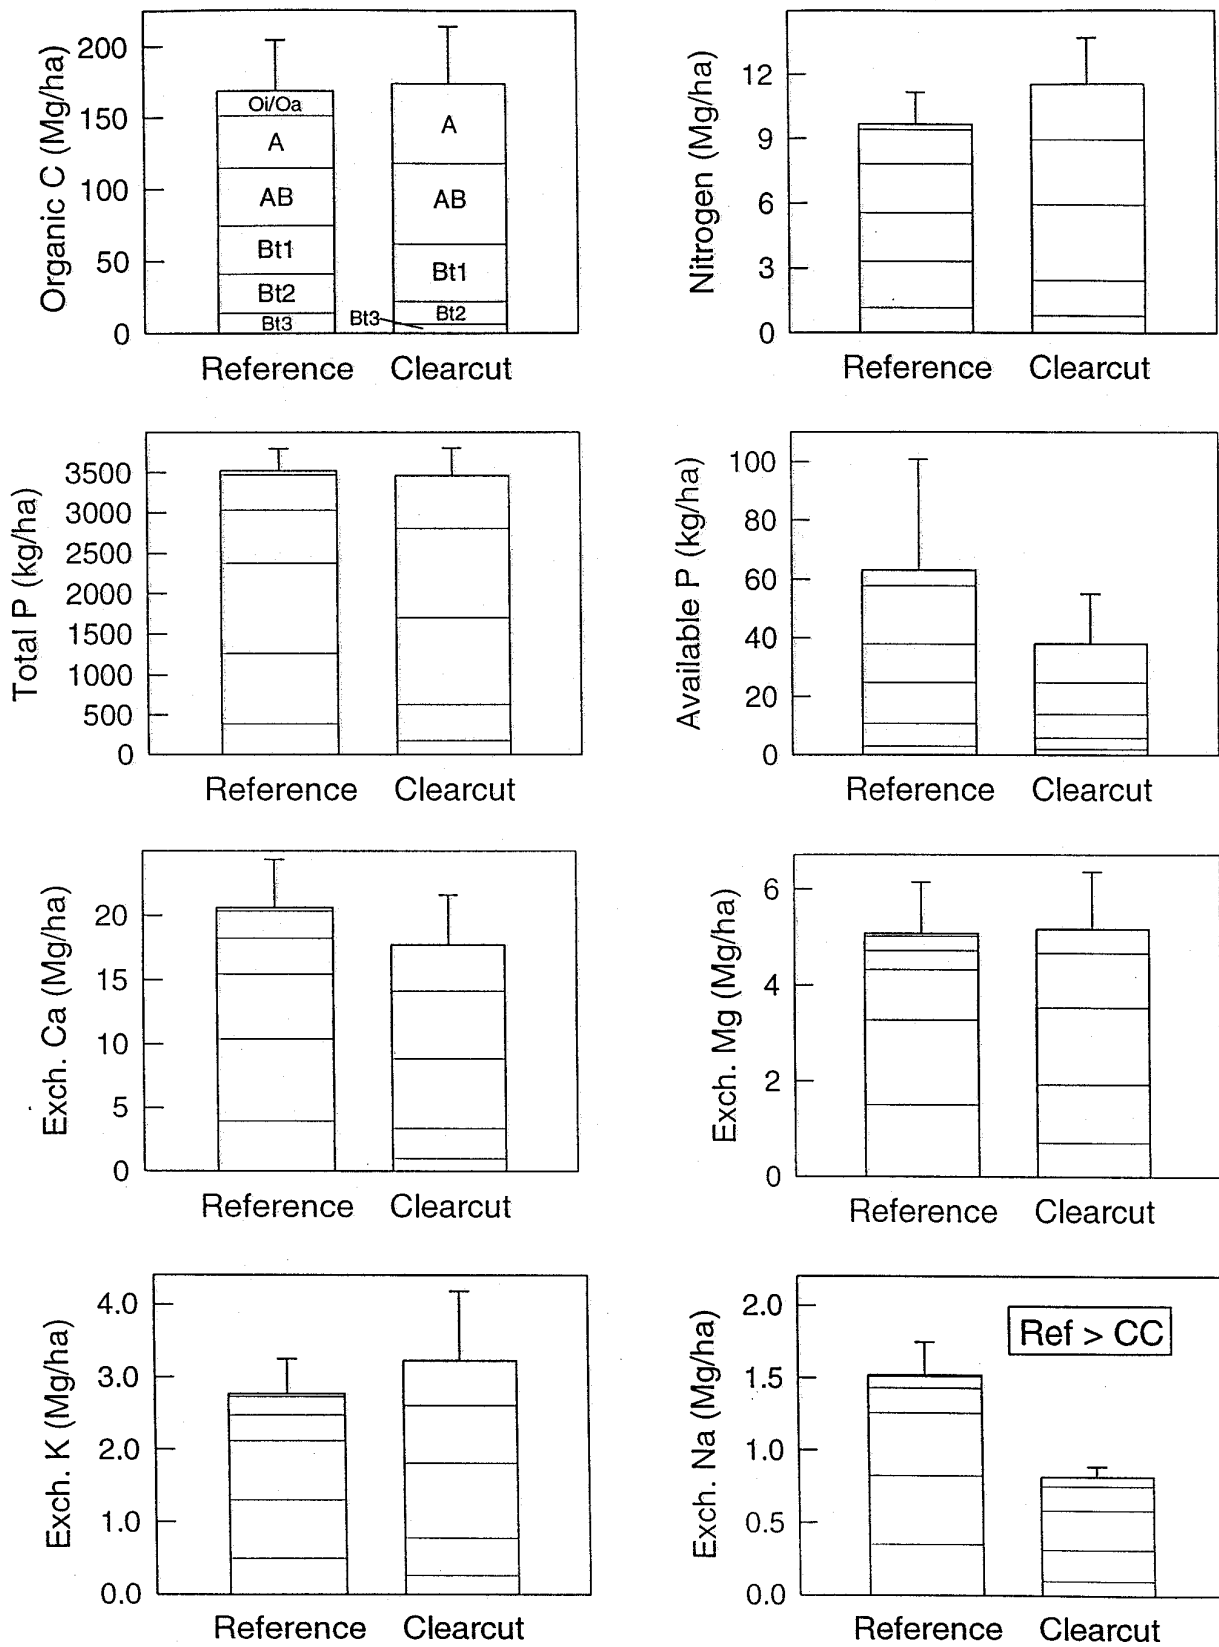 Organic C (Mg/ha)
200
150
100
50
0
Oi/Oa
A
AB
Bt1
Bt2
Bt3
A
AB
Bt1
Bt2
Bt3
Reference Clearcut
Nitrogen (Mg/ha)
12
9
6
3
0
Reference Clearcut
Total P (kg/ha)
3500
3000
2500
2000
1500
1000
500
0
Reference Clearcut
Available P (kg/ha)
100
80
60
40
20
0
Reference Clearcut
Exch. Ca (Mg/ha)
20
15
10
5
0
Reference Clearcut
Exch. Mg (Mg/ha)
6
4
2
0
Reference Clearcut
Exch. K (Mg/ha)
4.0
3.0
2.0
1.0
0.0
Reference Clearcut
Exch. Na (Mg/ha)
2.0
1.5
1.0
0.5
0.0
Ref > CC
Reference Clearcut